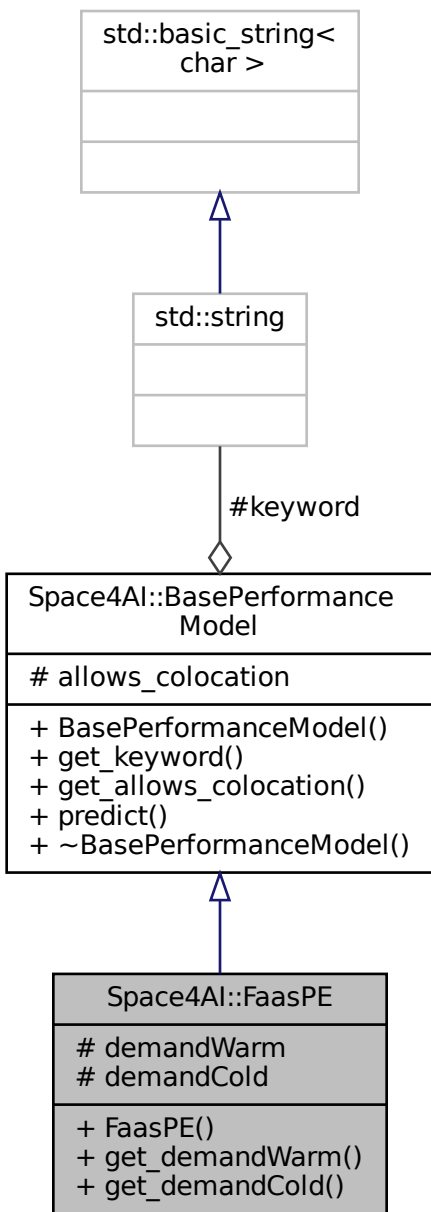 std::basic_string<
char >
std::string
#keyword
Space4AI::BasePerformance
Model
# allows_colocation
+ BasePerformanceModel()
+ get_keyword()
+ get_allows_colocation()
+ predict()
+ ~BasePerformanceModel()
Space4AI::FaasPE
# demandWarm
# demandCold
+ FaasPE()
+ get_demandWarm()
+ get_demandCold()